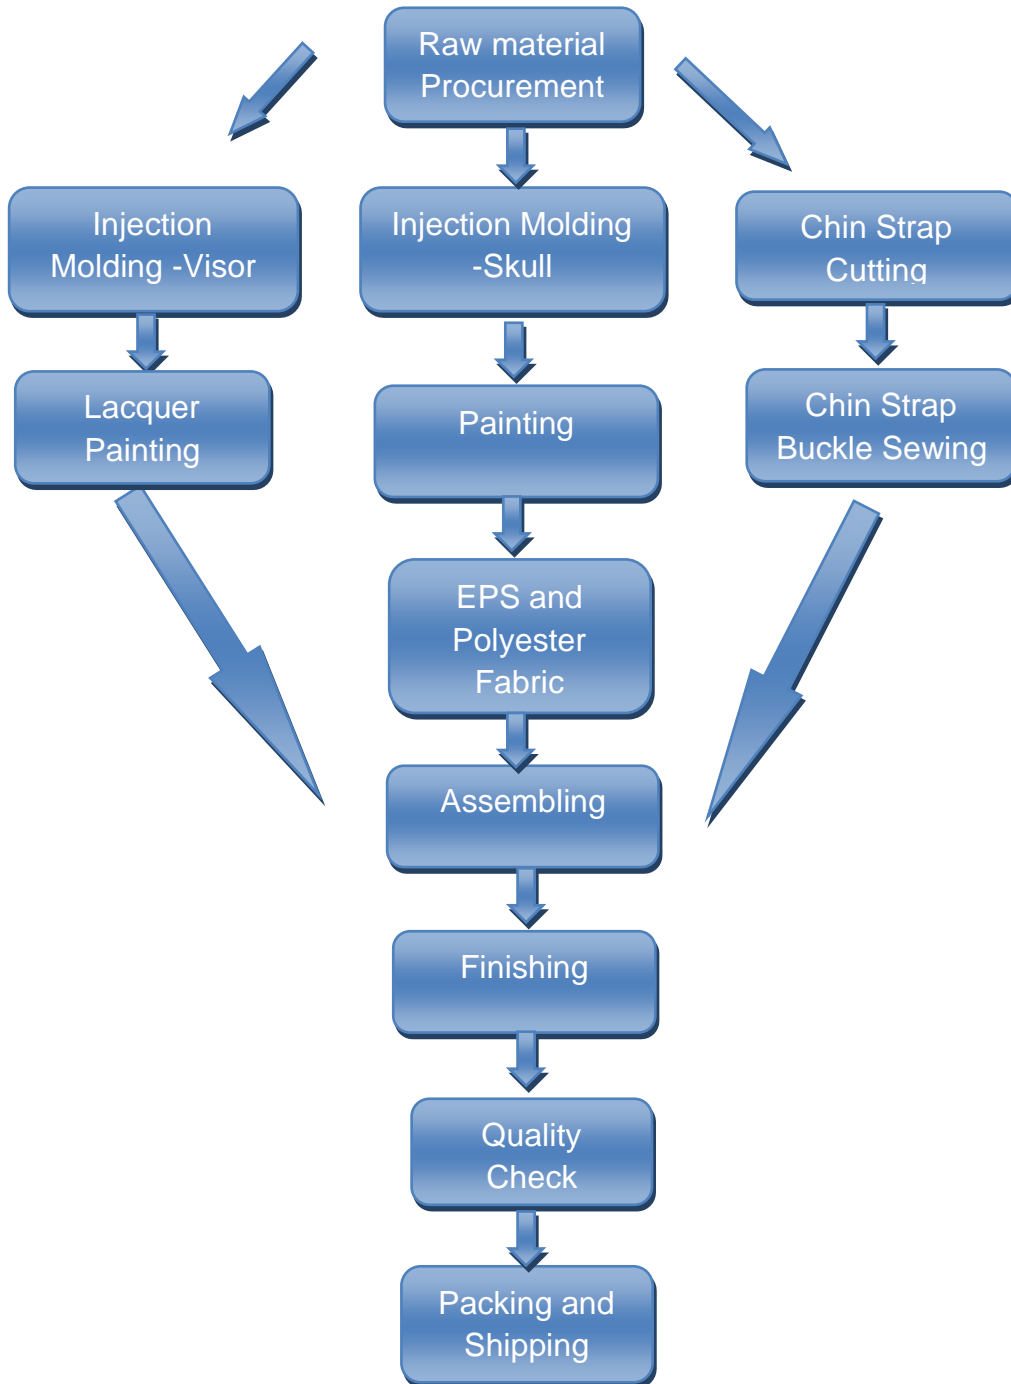 Raw material
Procurement
Injection
Molding -Visor
Injection Molding
-Skull
Chin Strap
Cutting
Lacquer
Painting
Painting
Chin Strap
Buckle Sewing
EPS and
Polyester
Fabric
Assembling
Finishing
Quality
Check
Packing and
Shipping